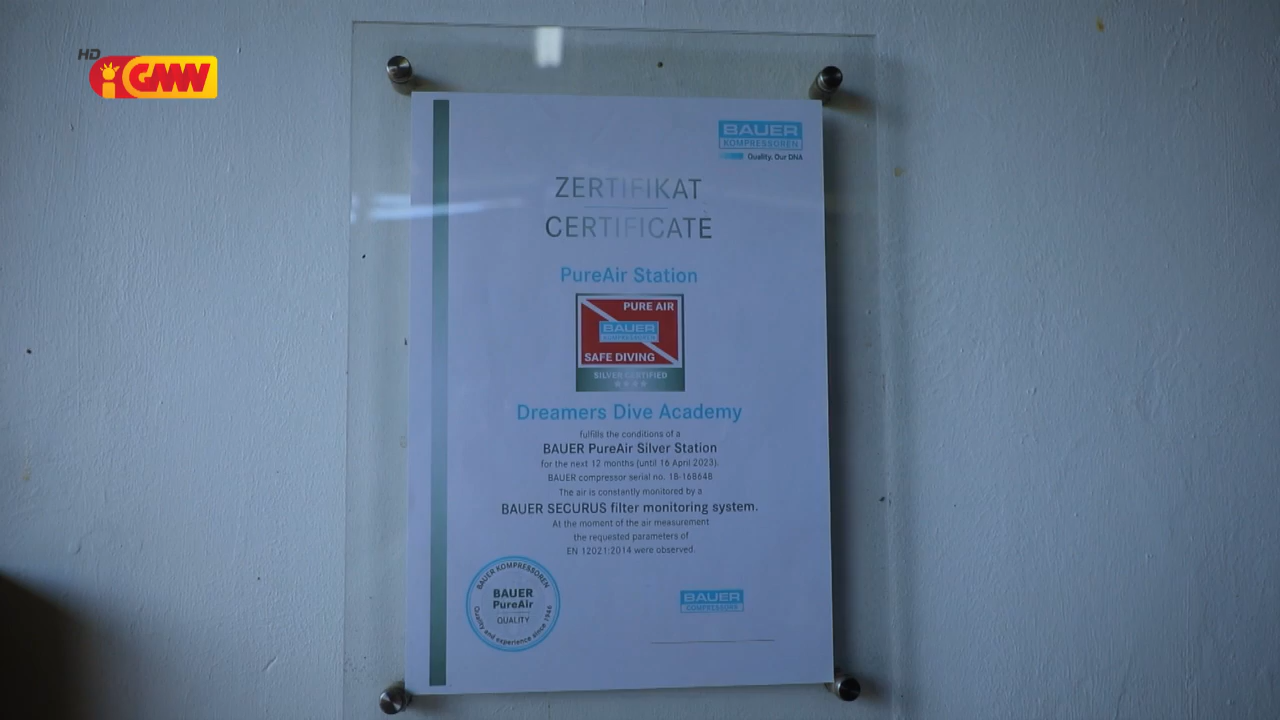 HD
iGMW
BAUER
KOMPRESSOREN
Quality. Our DNA
ZERTIFIKAT
CERTIFICATE
PureAir Station
PURE AIR
BAUER
KOMPRESSOREN
SAFE DIVING
SILVER CERTIFIED
Dreamers Dive Academy
fulfills the conditions of a
BAUER PureAir Silver Station
for the next 12 months (until 16 April 2023).
BAUER compressor serial no. 18-168648.
The air is constantly monitored by a
BAUER SECURUS filter monitoring system.
At the moment of the air measurement
the requested parameters of
EN 12021:2014 were observed.
BAUER KOMPRESSOREN
BAUER
PureAir
QUALITY
Quality and experience since 1946
BAUER
COMPRESSORS